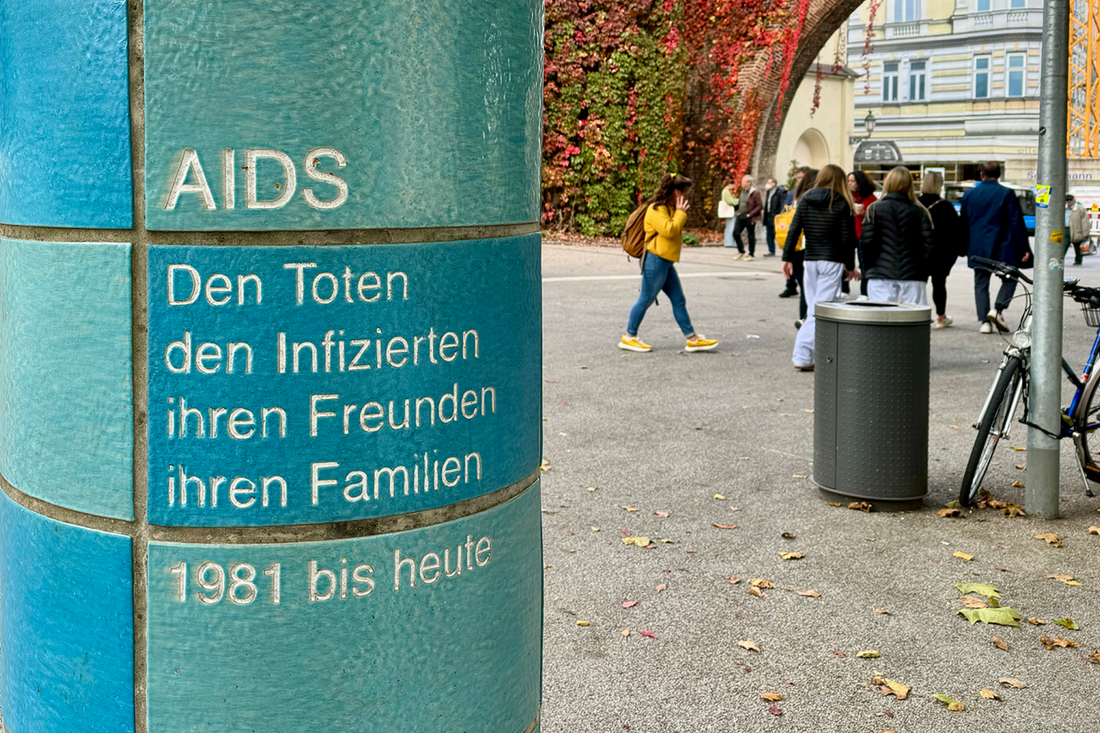 AIDS
Den Toten
den Infizierten
ihren Freunden
ihren Familien
1981 bis heute